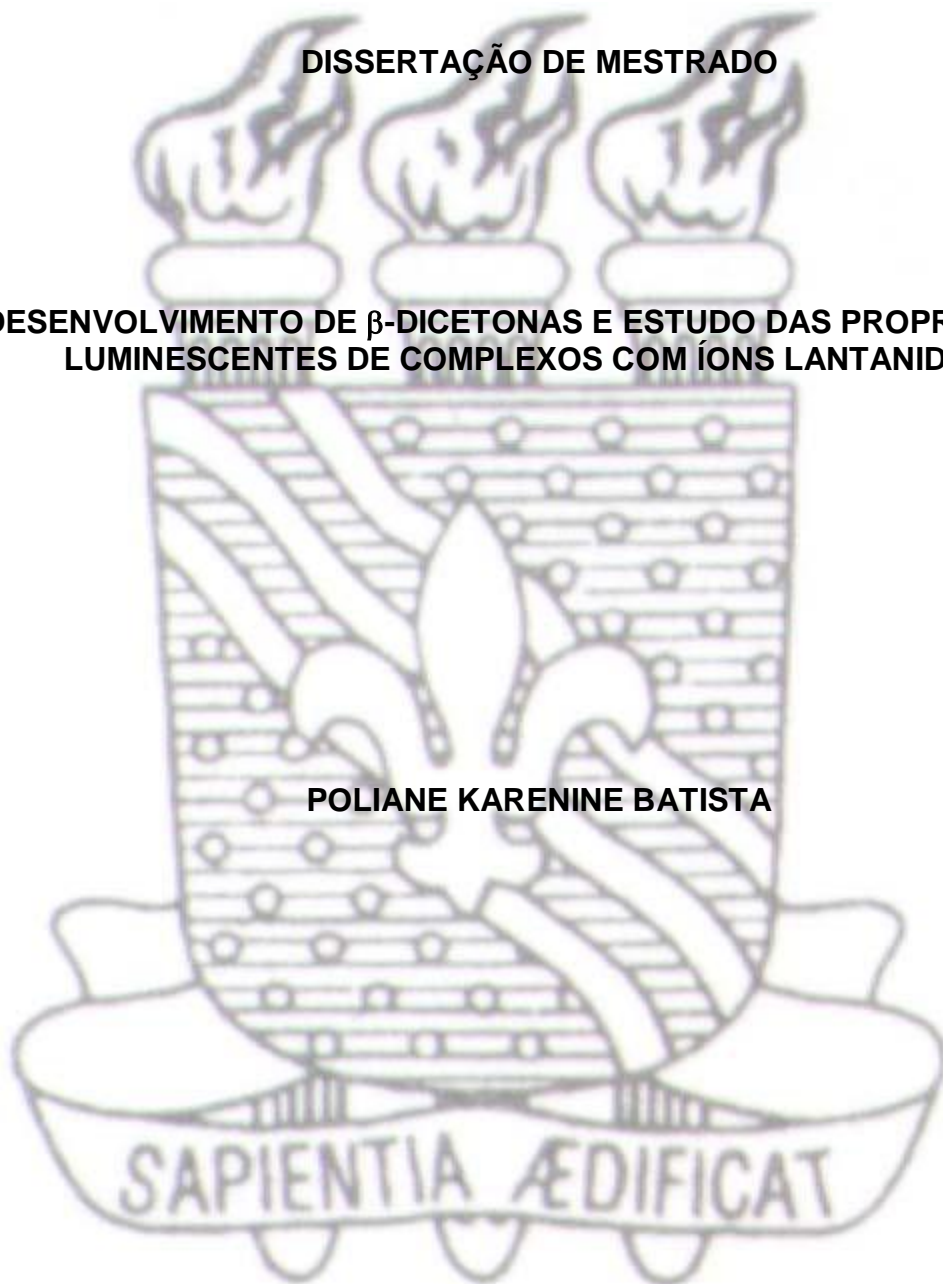 DISSERTAÇÃO DE MESTRADO
DESENVOLVIMENTO DE β-DICETONAS E ESTUDO DAS PROPR
LUMINESCENTES DE COMPLEXOS COM ÍONS LANTANID
POLIANE KARENINE BATISTA
SAPIENTIA ÆDIFICAT